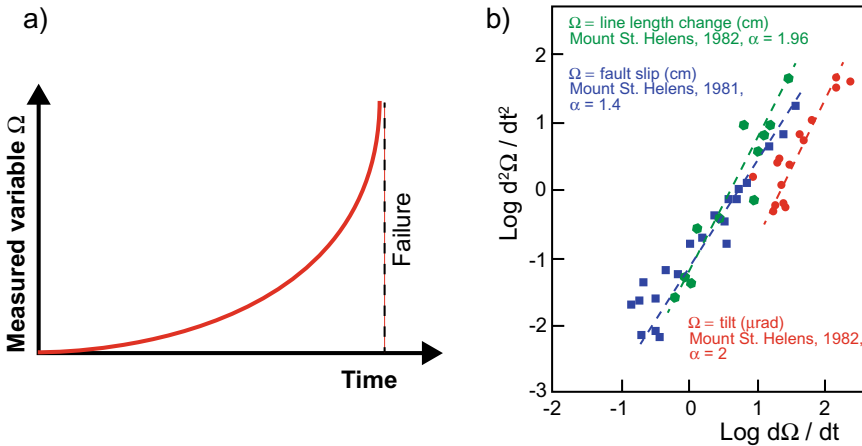 a)
Measured variable Ω
Failure
Time
b)
Ω = line length change (cm)
Mount St. Helens, 1982, α = 1.96
Ω = fault slip (cm)
Mount St. Helens, 1981,
α = 1.4
Ω = tilt (μrad)
Mount St. Helens, 1982,
α = 2
Log d²Ω / dt²
2
1
0
-1
-2
-3
-2
-1
0
1
2
Log dΩ / dt